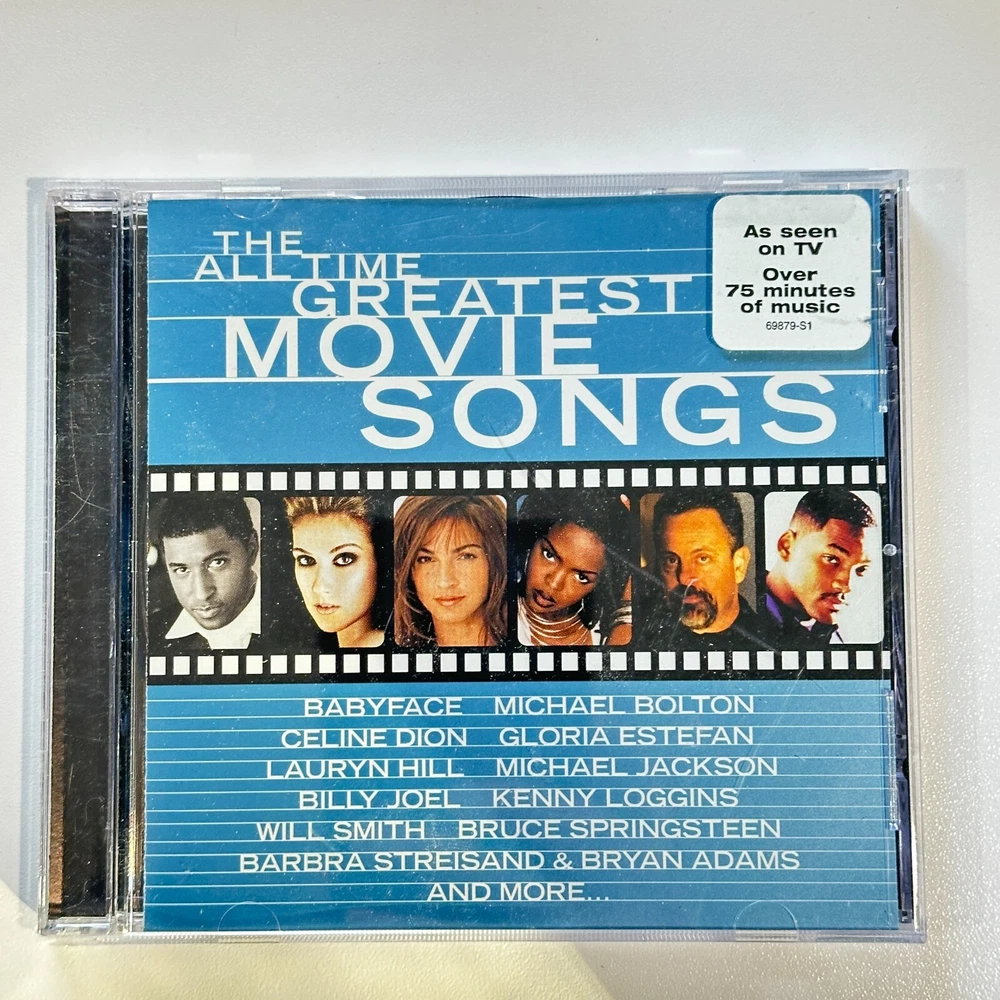 THE
ALL TIME
GREATEST
MOVIE
SONGS
As seen
on TV
Over
75 minutes
of music
69879-S1
BABYFACE MICHAEL BOLTON
CELINE DION GLORIA ESTEFAN
LAURYN HILL MICHAEL JACKSON
BILLY JOEL KENNY LOGGINS
WILL SMITH BRUCE SPRINGSTEEN
BARBRA STREISAND & BRYAN ADAMS
AND MORE...